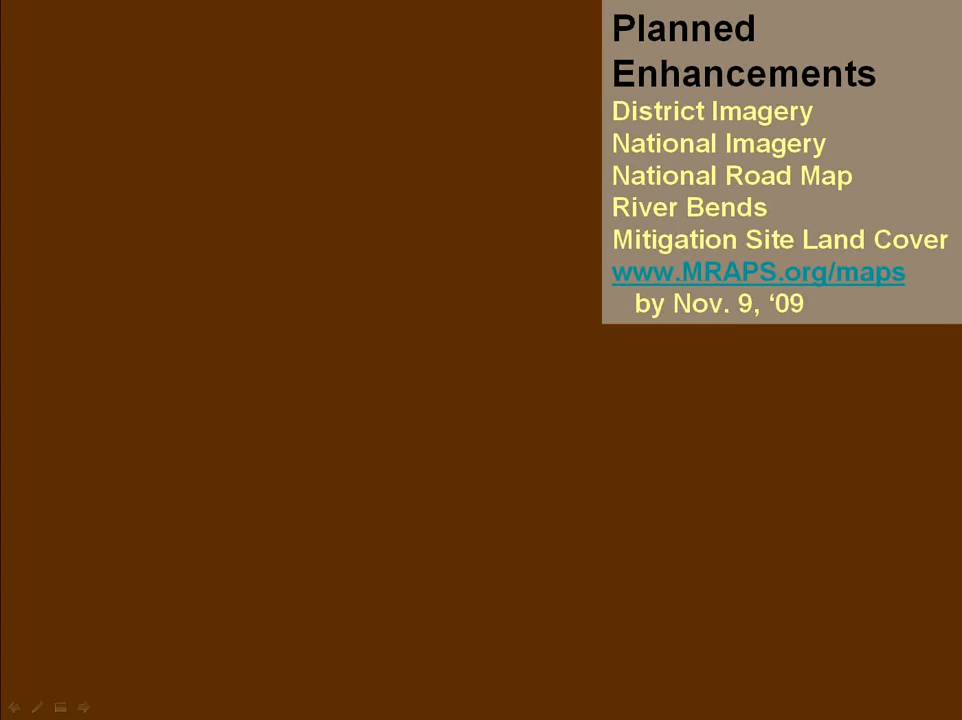 Planned
Enhancements
District Imagery
National Imagery
National Road Map
River Bends
Mitigation Site Land Cover
www.MRAPS.org/maps
by Nov. 9, ‘09